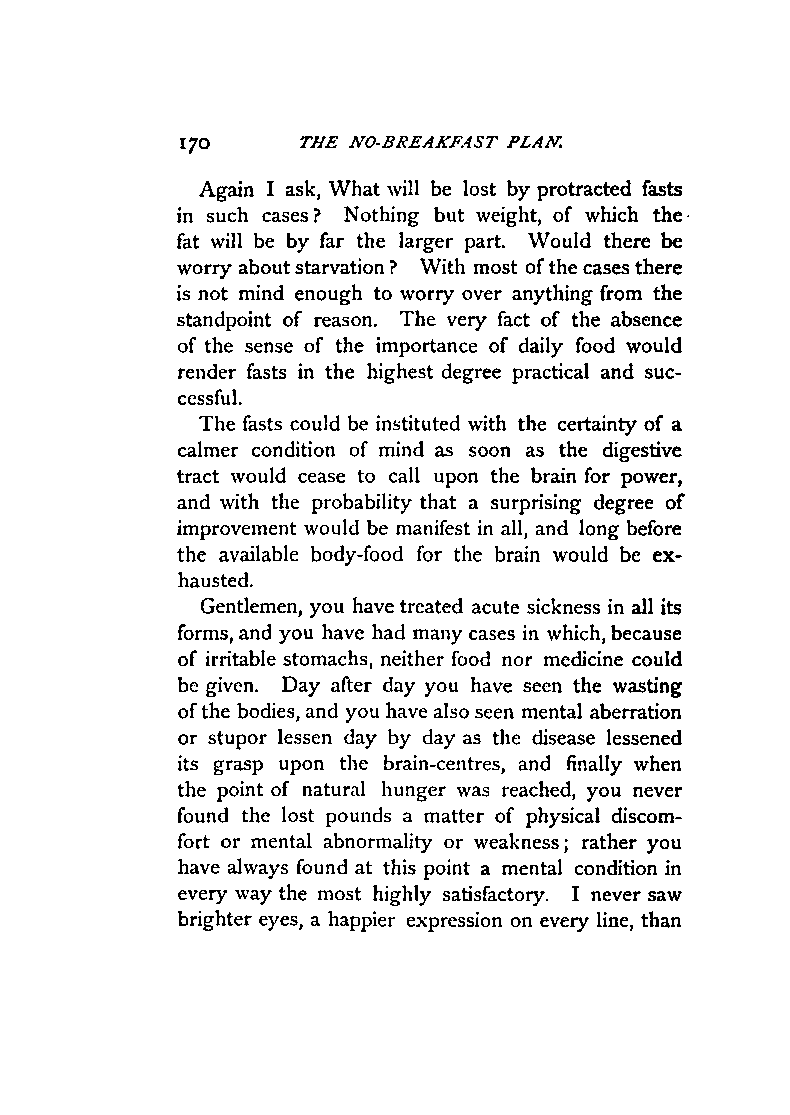 170 THE NO-BREAKFAST PLAN.
Again I ask, What will be lost by protracted fasts
in such cases? Nothing but weight, of which the
fat will be by far the larger part. Would there be
worry about starvation? With most of the cases there
is not mind enough to worry over anything from the
standpoint of reason. The very fact of the absence
of the sense of the importance of daily food would
render fasts in the highest degree practical and suc-
cessful.
The fasts could be instituted with the certainty of a
calmer condition of mind as soon as the digestive
tract would cease to call upon the brain for power,
and with the probability that a surprising degree of
improvement would be manifest in all, and long before
the available body-food for the brain would be ex-
hausted.
Gentlemen, you have treated acute sickness in all its
forms, and you have had many cases in which, because
of irritable stomachs, neither food nor medicine could
be given. Day after day you have seen the wasting
of the bodies, and you have also seen mental aberration
or stupor lessen day by day as the disease lessened
its grasp upon the brain-centres, and finally when
the point of natural hunger was reached, you never
found the lost pounds a matter of physical discom-
fort or mental abnormality or weakness; rather you
have always found at this point a mental condition in
every way the most highly satisfactory. I never saw
brighter eyes, a happier expression on every line, than